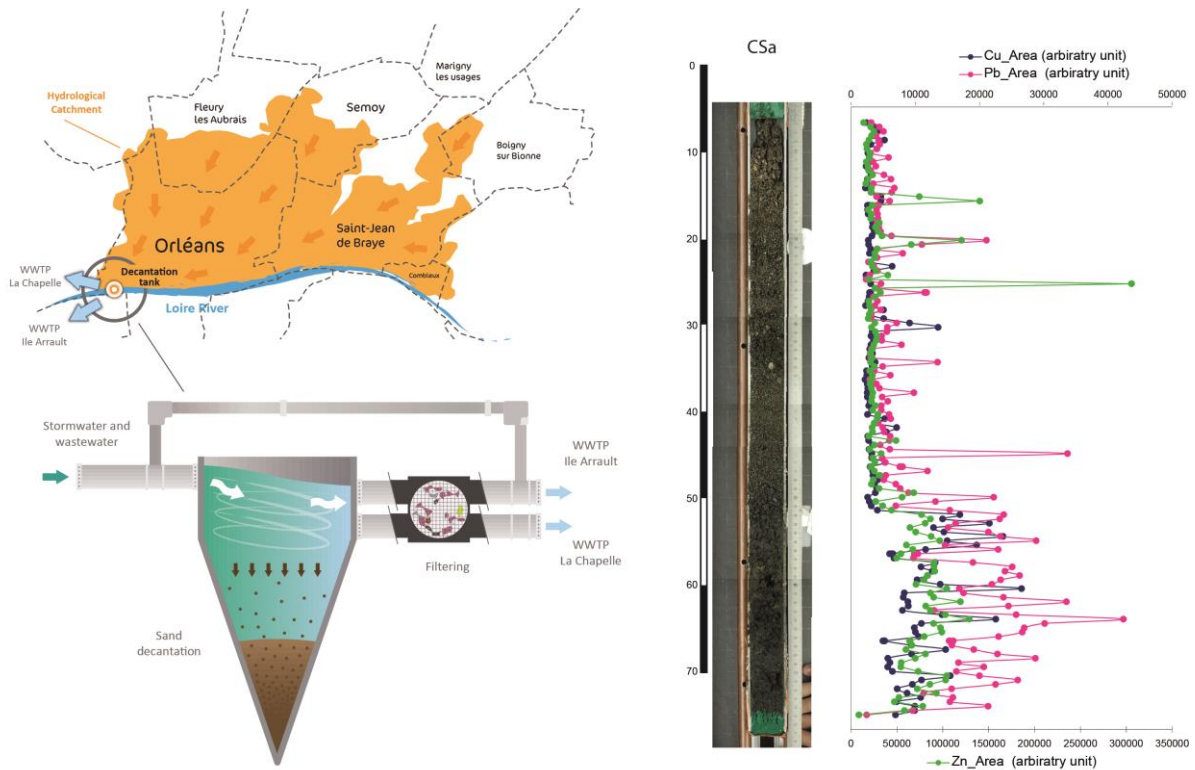 Hydrological
Catchment
Fleury
les Aubrais
Marigny
les usages
Semoy
Boigny
sur Bionne
Orléans
Saint-Jean
de Braye
Combleux
WWTP
La Chapelle
Decantation
tank
Loire River
WWTP
Ile Arrault
Stormwater and
wastewater
WWTP
Ile Arrault
WWTP
La Chapelle
Filtering
Sand
decantation
CSa
0
10
20
30
40
50
60
70
Cu_Area (arbiratry unit)
Pb_Area (arbiratry unit)
0 10000 20000 30000 40000 50000
0 50000 100000 150000 200000 250000 300000 350000
Zn_Area (arbiratry unit)